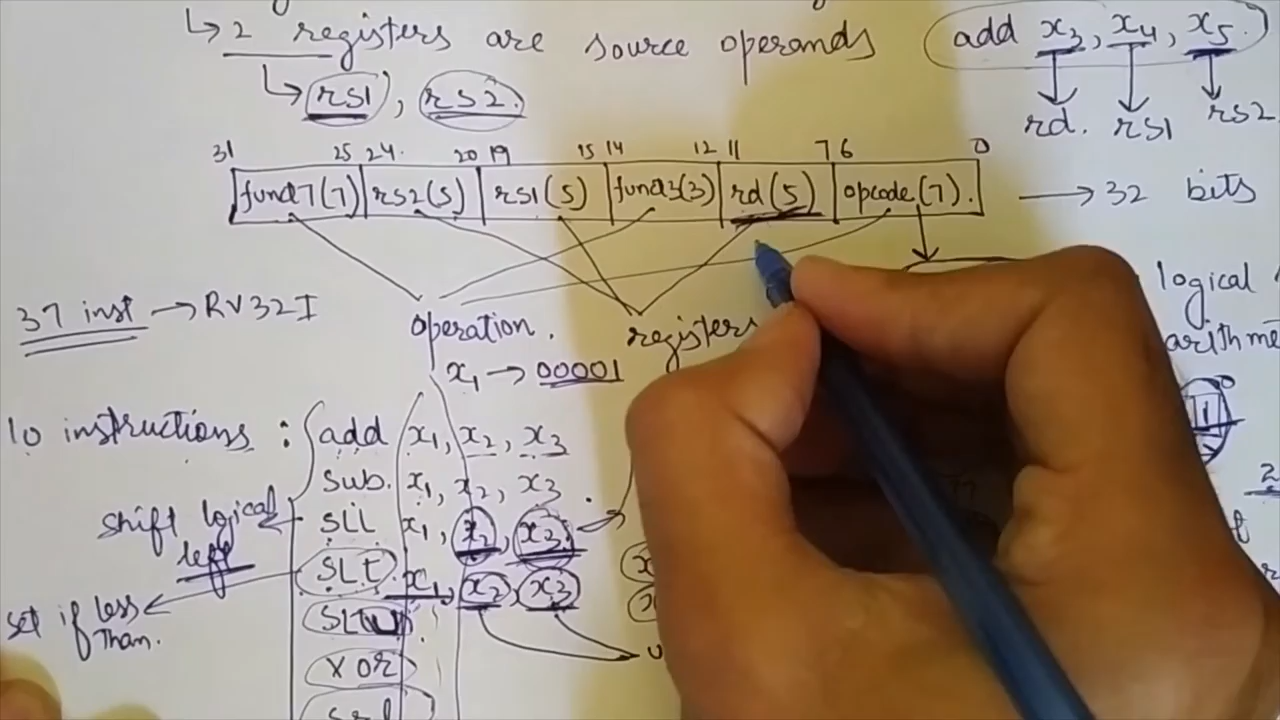 ↳ 2 registers are source operands
↳ rs1, rs2.
add x3, x4, x5.
rd. rs1 rs2
31 25 24 20 19 15 14 12 11 7 6 0
funct7(7) rs2(5) rs1(5) funct3(3) rd(5) opcode(7). → 32 bits
37 inst → RV32I
operation. registers
x1 → 00001
logical
10 instructions : add x1, x2, x3
sub. x1, x2, x3
shift logical left
SLL x1, x2, x3.
SLt. x1, x2, x3
set if less Than.
SLtu
xor